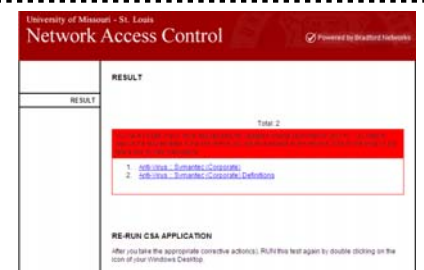 University of Missouri - St. Louis
Network Access Control
Powered by Bradford Networks
RESULT
RESULT
Total: 2
1. Anti-Virus :: Symantec (Corporate)
2. Anti-Virus :: Symantec (Corporate) Definitions
RE-RUN CSA APPLICATION
After you take the appropriate corrective action(s), RUN this test again by double clicking on the
icon of your Windows Desktop